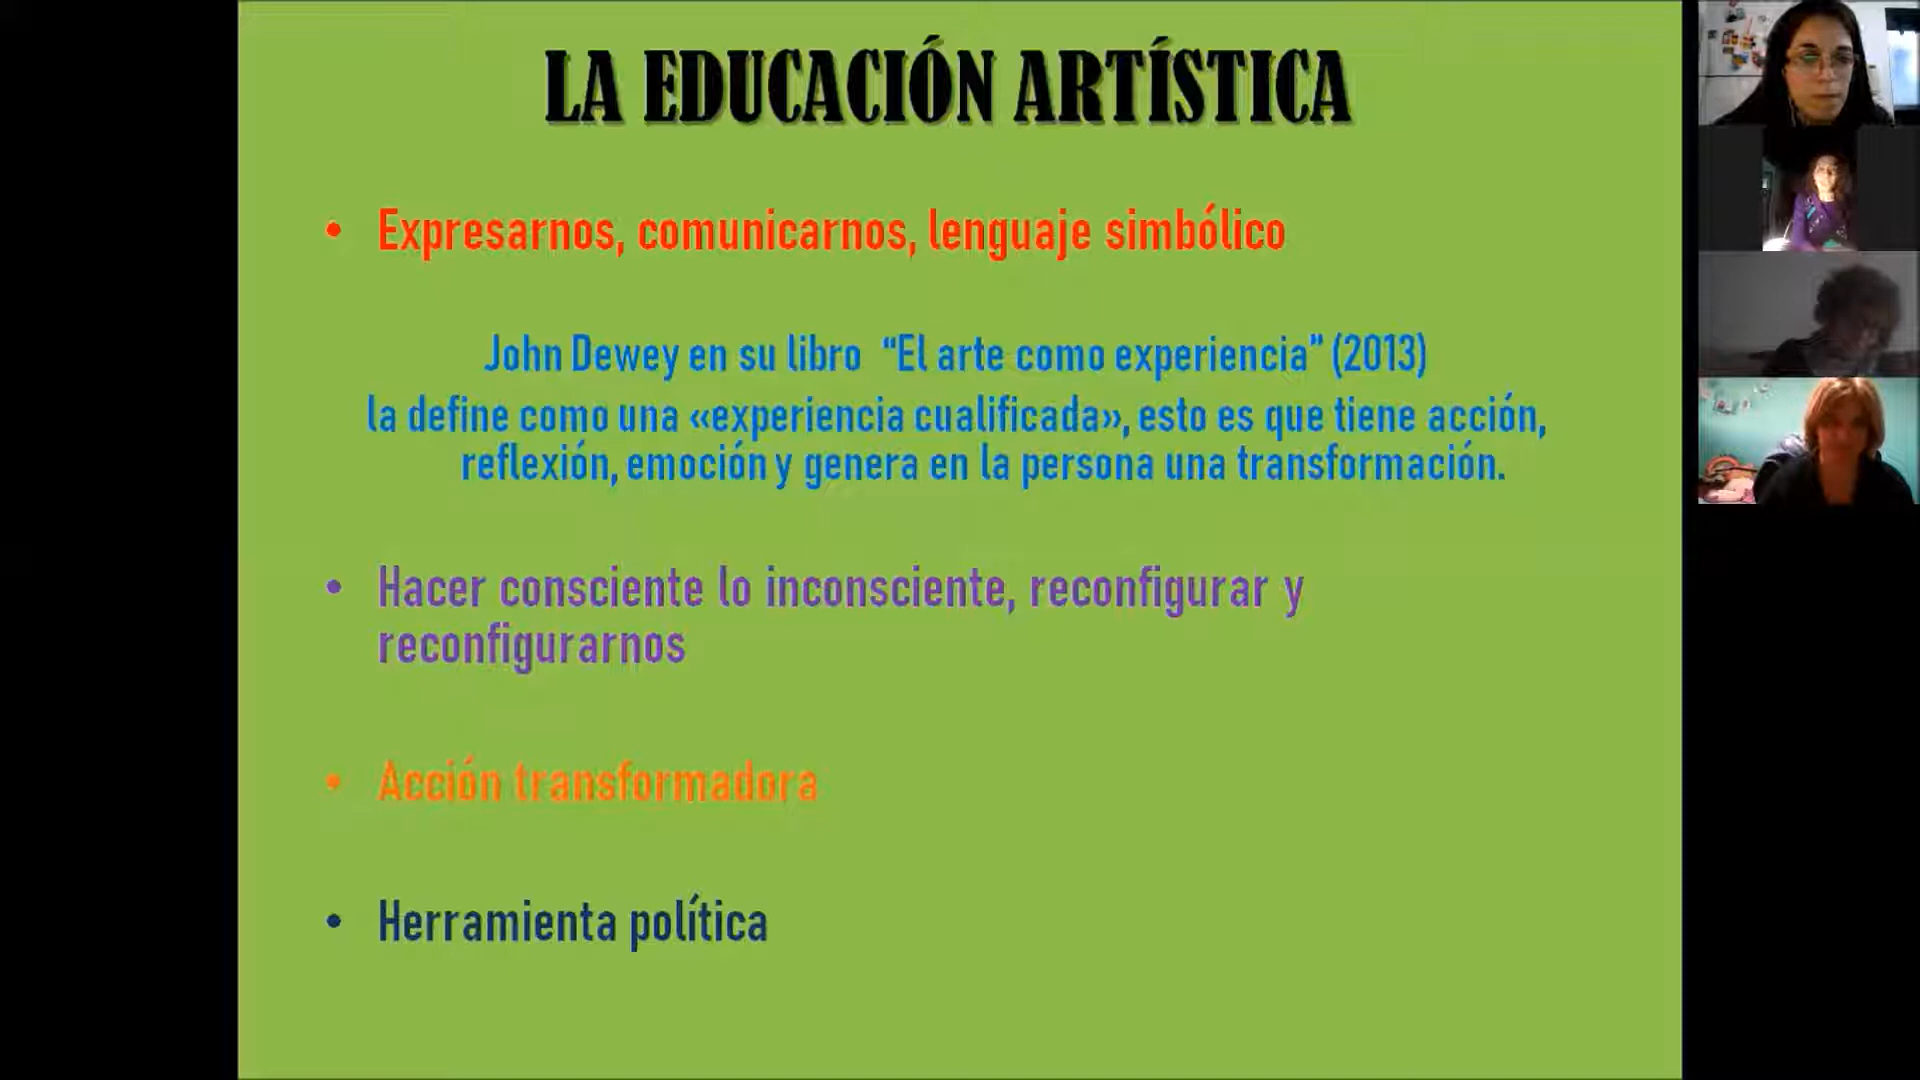 LA EDUCACIÓN ARTÍSTICA
• Expresarnos, comunicarnos, lenguaje simbólico
John Dewey en su libro “El arte como experiencia” (2013)
la define como una «experiencia cualificada», esto es que tiene acción,
reflexión, emoción y genera en la persona una transformación.
• Hacer consciente lo inconsciente, reconfigurar y
reconfigurarnos
• Acción transformadora
• Herramienta política